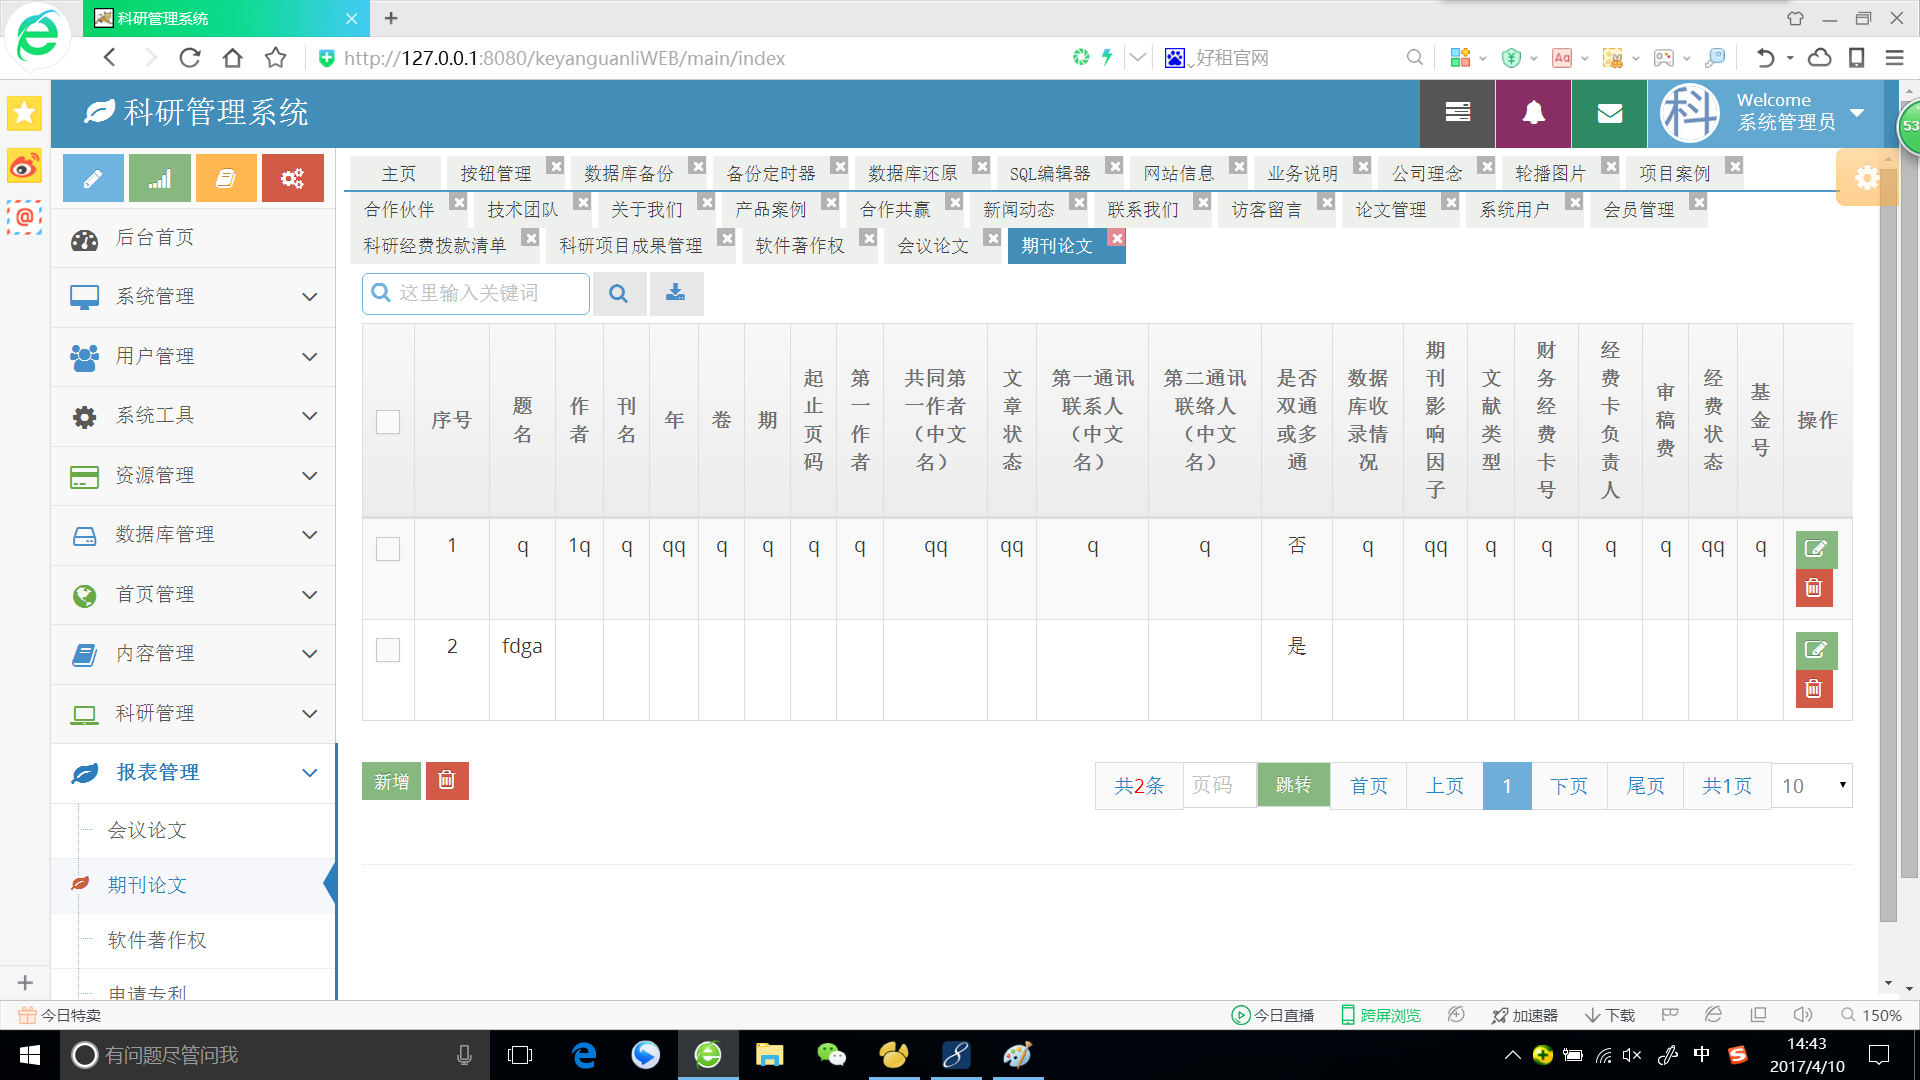 科研管理系统
http://127.0.0.1:8080/keyanguanliWEB/main/index
好租官网
科研管理系统
科
Welcome
系统管理员
53
后台首页
系统管理
用户管理
系统工具
资源管理
数据库管理
首页管理
内容管理
科研管理
报表管理
会议论文
期刊论文
软件著作权
申请专利
主页 按钮管理 数据库备份 备份定时器 数据库还原 SQL编辑器 网站信息 业务说明 公司理念 轮播图片 项目案例
合作伙伴 技术团队 关于我们 产品案例 合作共赢 新闻动态 联系我们 访客留言 论文管理 系统用户 会员管理
科研经费拨款清单 科研项目成果管理 软件著作权 会议论文 期刊论文
这里输入关键词
序号 题名 作者 刊名 年 卷 期 起止页码 第一作者 共同第一作者（中文名） 文章状态 第一通讯联系人（中文名） 第二通讯联络人（中文名） 是否双通或多通 数据库收录情况 期刊影响因子 文献类型 财务经费卡号 经费卡负责人 审稿费 经费状态 基金号 操作
1 q 1q q qq q q q q qq qq q q 否 q qq q q q q qq q
2 fdga 是
新增
共2条 页码 跳转 首页 上页 1 下页 尾页 共1页 10
今日特卖
今日直播 跨屏浏览 加速器 下载 150%
有问题尽管问我
中
14:43
2017/4/10